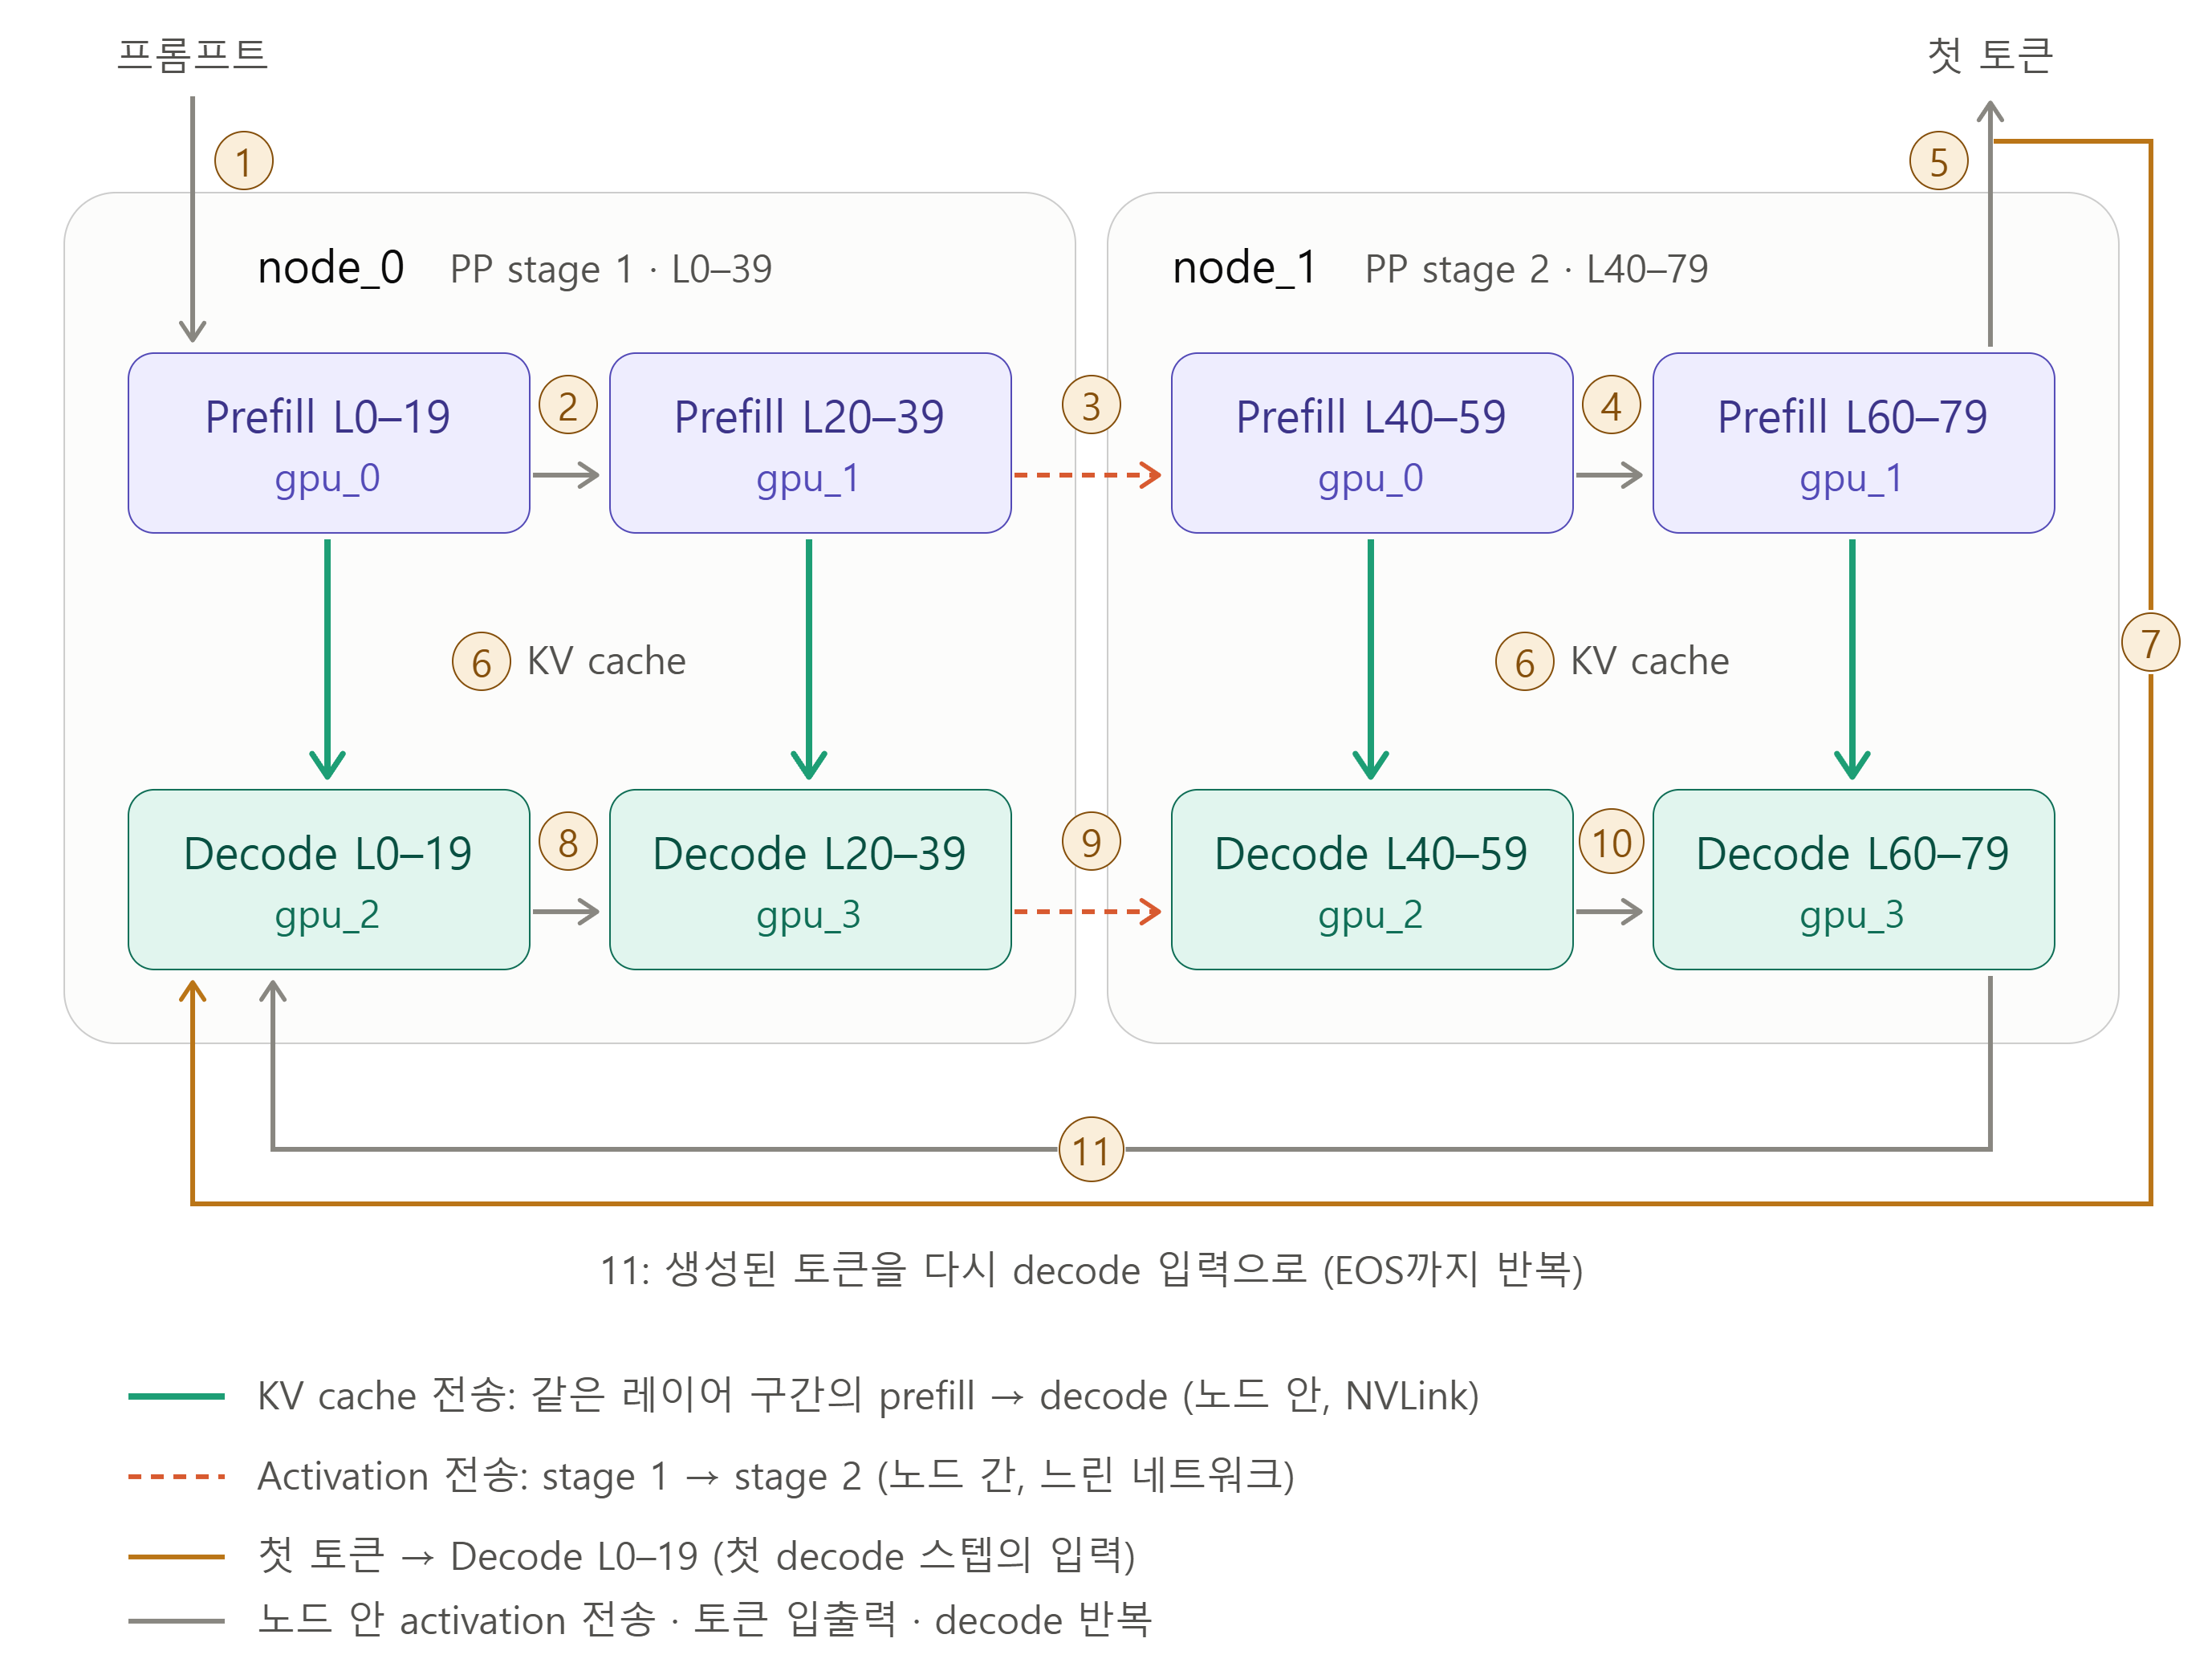 프롬프트
첫 토큰
1
5
node_0 PP stage 1 · L0–39
node_1 PP stage 2 · L40–79
Prefill L0–19
gpu_0
2
Prefill L20–39
gpu_1
3
Prefill L40–59
gpu_0
4
Prefill L60–79
gpu_1
6 KV cache
6 KV cache
7
Decode L0–19
gpu_2
8
Decode L20–39
gpu_3
9
Decode L40–59
gpu_2
10
Decode L60–79
gpu_3
11
11: 생성된 토큰을 다시 decode 입력으로 (EOS까지 반복)
KV cache 전송: 같은 레이어 구간의 prefill → decode (노드 안, NVLink)
Activation 전송: stage 1 → stage 2 (노드 간, 느린 네트워크)
첫 토큰 → Decode L0–19 (첫 decode 스텝의 입력)
노드 안 activation 전송 · 토큰 입출력 · decode 반복